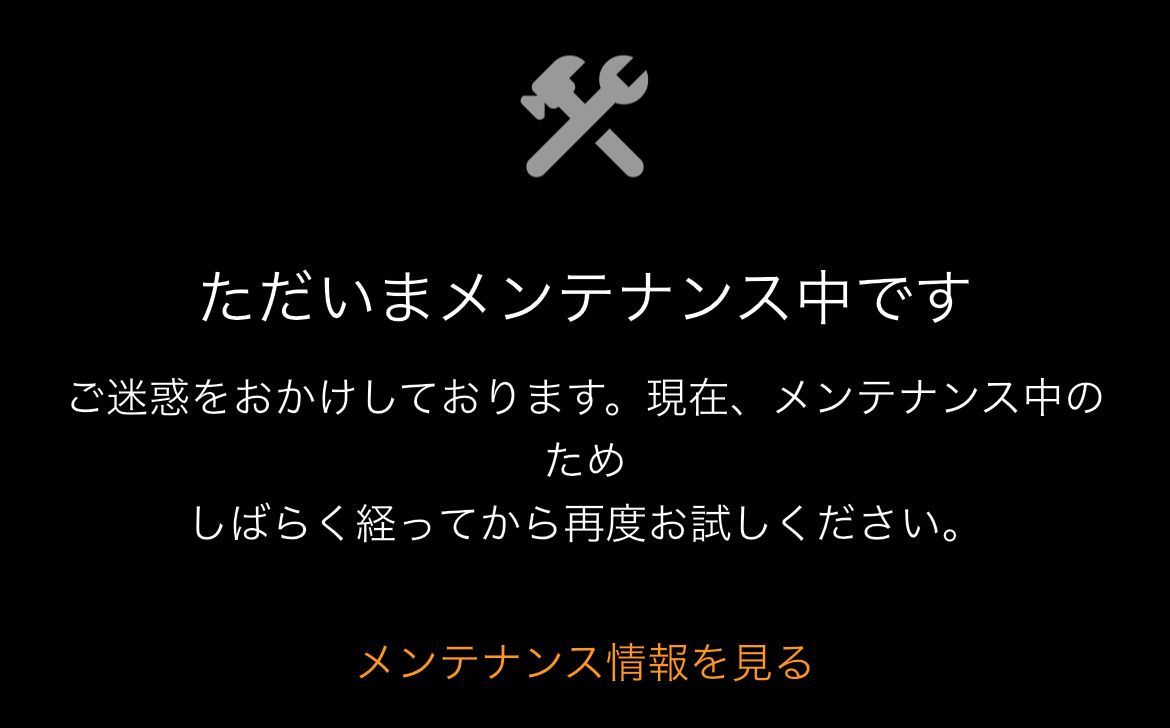 ただいまメンテナンス中です
ご迷惑をおかけしております。現在、メンテナンス中の
ため
しばらく経ってから再度お試しください。
メンテナンス情報を見る